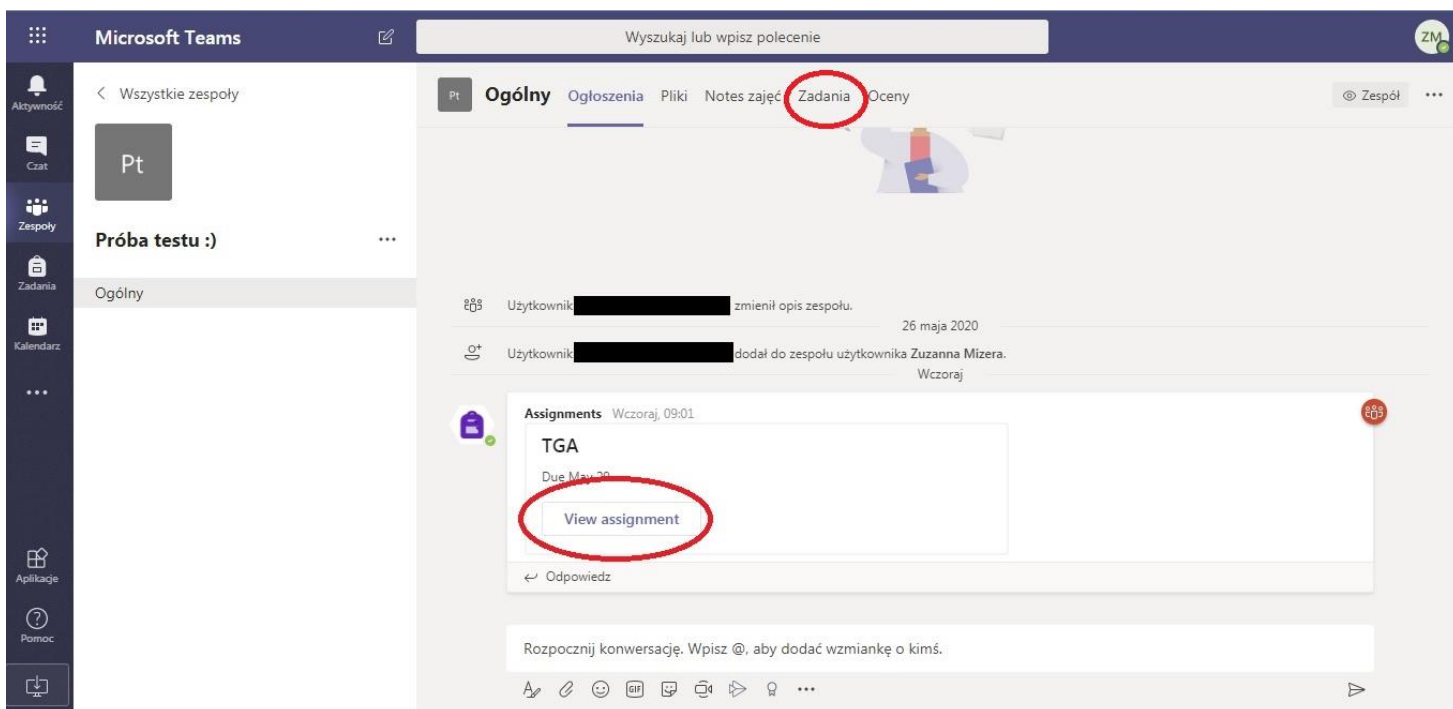 Microsoft Teams
Wyszukaj lub wpisz polecenie
ZM
Aktywność
Czat
Zespoły
Zadania
Kalendarz
Aplikacje
Pomoc
< Wszystkie zespoły
Pt
Próba testu :)
Ogólny
Pt Ogólny Ogłoszenia Pliki Notes zajęć Zadania Oceny
Zespół
Użytkownik zmienił opis zespołu.
26 maja 2020
Użytkownik dodał do zespołu użytkownika Zuzanna Mizera.
Wczoraj
Assignments Wczoraj, 09:01
TGA
Due May
View assignment
Odpowiedz
Rozpocznij konwersację. Wpisz @, aby dodać wzmiankę o kimś.
GIF